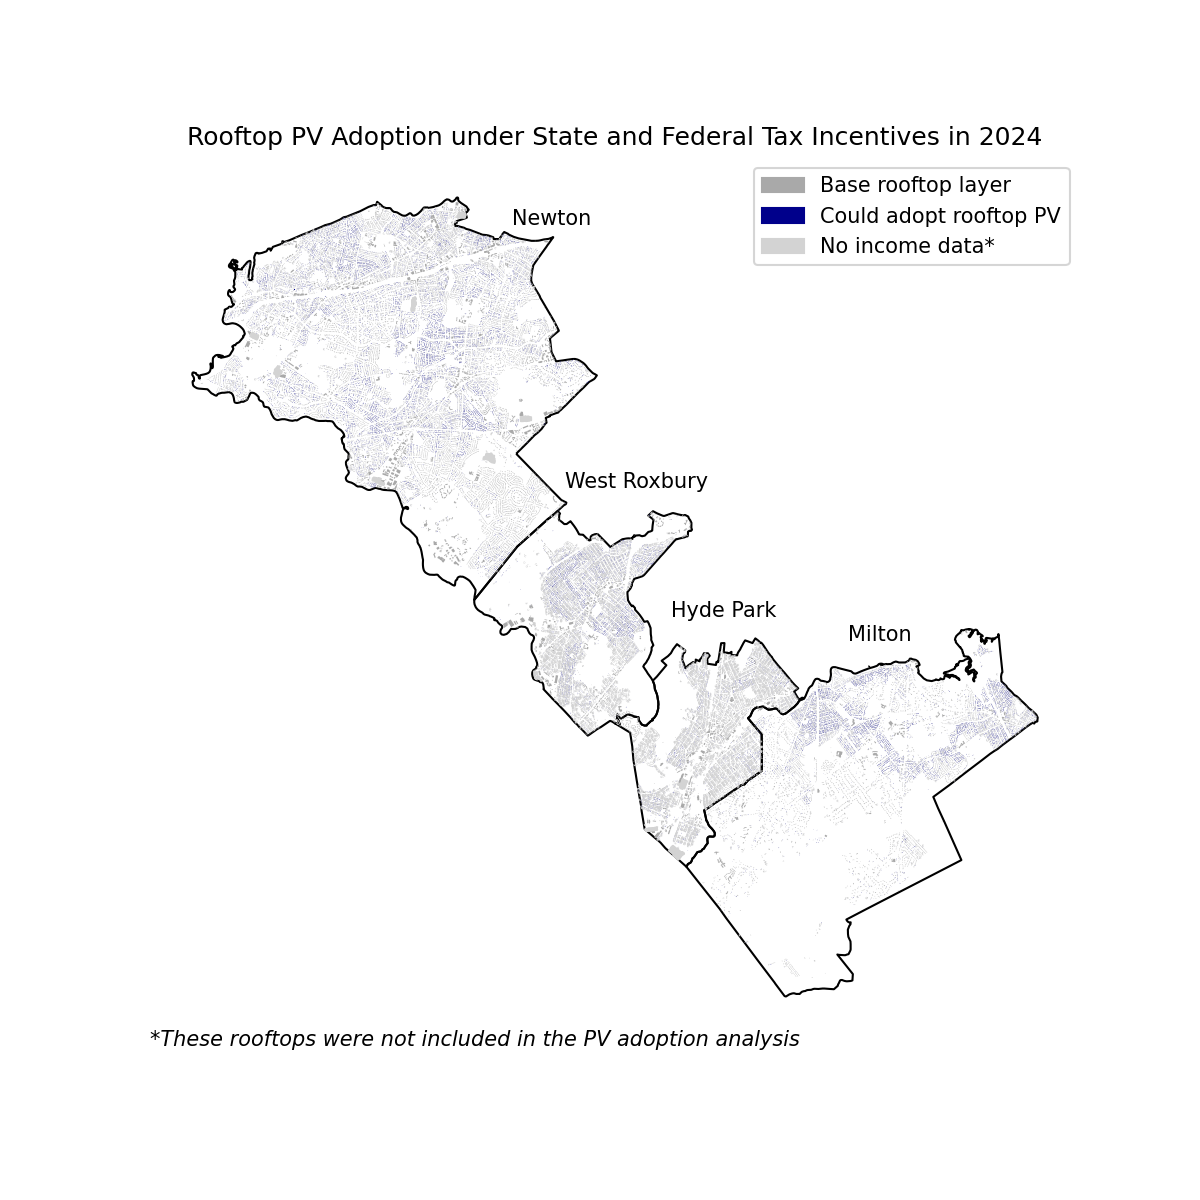 Rooftop PV Adoption under State and Federal Tax Incentives in 2024
Base rooftop layer
Could adopt rooftop PV
No income data*
Newton
West Roxbury
Hyde Park
Milton
*These rooftops were not included in the PV adoption analysis